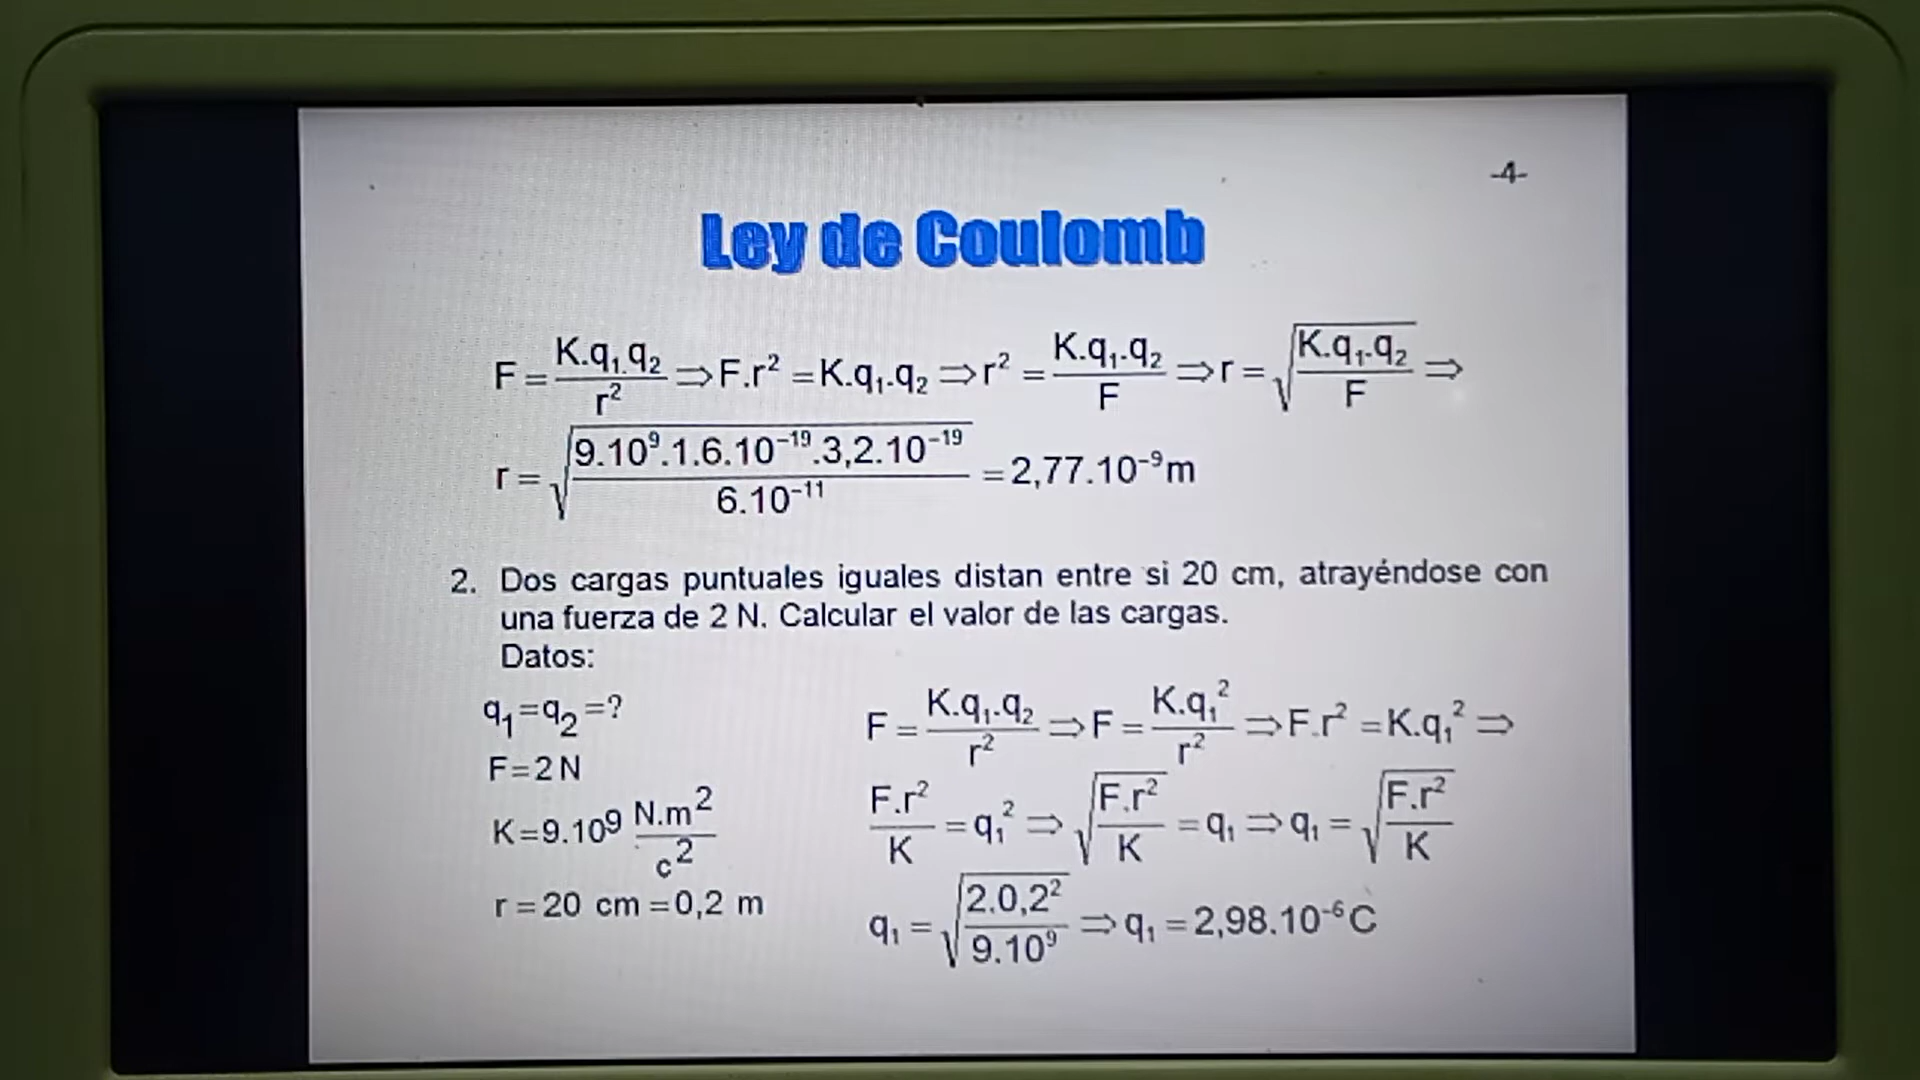 -4-
Ley de Coulomb
F = K.q₁.q₂ / r² ⇒ F.r² = K.q₁.q₂ ⇒ r² = K.q₁.q₂ / F ⇒ r = √(K.q₁.q₂ / F) ⇒
r = √(9.10⁹.1.6.10⁻¹⁹.3,2.10⁻¹⁹ / 6.10⁻¹¹) = 2,77.10⁻⁹m
2. Dos cargas puntuales iguales distan entre si 20 cm, atrayéndose con
una fuerza de 2 N. Calcular el valor de las cargas.
Datos:
q₁=q₂=?
F=2N
K=9.10⁹ N.m² / c²
r=20 cm=0,2 m
F = K.q₁.q₂ / r² ⇒ F = K.q₁² / r² ⇒ F.r² = K.q₁² ⇒
F.r² / K = q₁² ⇒ √(F.r² / K) = q₁ ⇒ q₁ = √(F.r² / K)
q₁ = √(2.0,2² / 9.10⁹) ⇒ q₁ = 2,98.10⁻⁶C